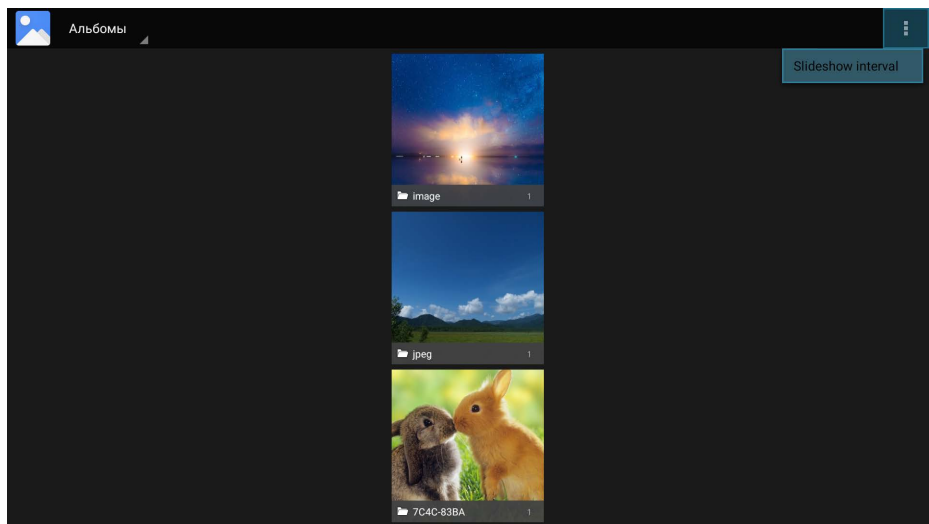 Альбомы
Slideshow interval
image 1
jpeg 1
7C4C-83BA 1